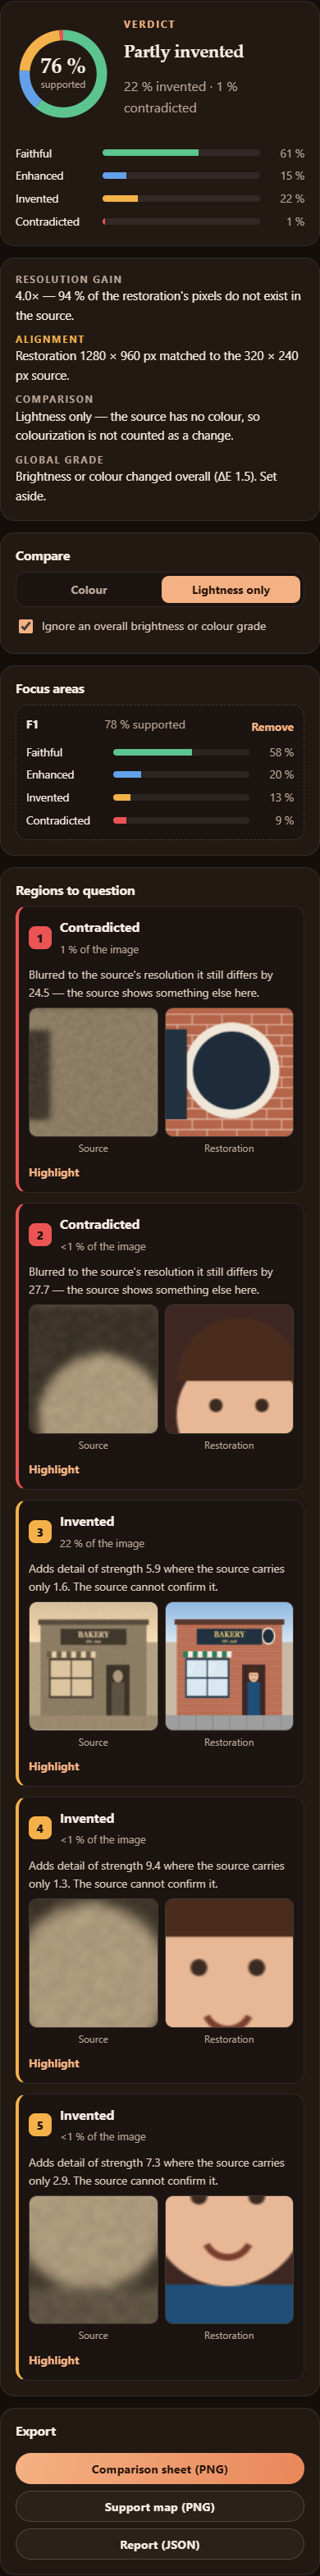 VERDICT
76 %
supported
Partly invented
22 % invented · 1 %
contradicted
Faithful 61 %
Enhanced 15 %
Invented 22 %
Contradicted 1 %
RESOLUTION GAIN
4.0× — 94 % of the restoration's pixels do not exist in
the source.
ALIGNMENT
Restoration 1280 × 960 px matched to the 320 × 240
px source.
COMPARISON
Lightness only — the source has no colour, so
colourization is not counted as a change.
GLOBAL GRADE
Brightness or colour changed overall (ΔE 1.5). Set
aside.
Compare
Colour Lightness only
Ignore an overall brightness or colour grade
Focus areas
F1 78 % supported Remove
Faithful 58 %
Enhanced 20 %
Invented 13 %
Contradicted 9 %
Regions to question
1 Contradicted
1 % of the image
Blurred to the source's resolution it still differs by
24.5 — the source shows something else here.
Source Restoration
Highlight
2 Contradicted
<1 % of the image
Blurred to the source's resolution it still differs by
27.7 — the source shows something else here.
Source Restoration
Highlight
3 Invented
22 % of the image
Adds detail of strength 5.9 where the source carries
only 1.6. The source cannot confirm it.
BAKERY BAKERY
Source Restoration
Highlight
4 Invented
<1 % of the image
Adds detail of strength 9.4 where the source carries
only 1.3. The source cannot confirm it.
Source Restoration
Highlight
5 Invented
<1 % of the image
Adds detail of strength 7.3 where the source carries
only 2.9. The source cannot confirm it.
Source Restoration
Highlight
Export
Comparison sheet (PNG)
Support map (PNG)
Report (JSON)